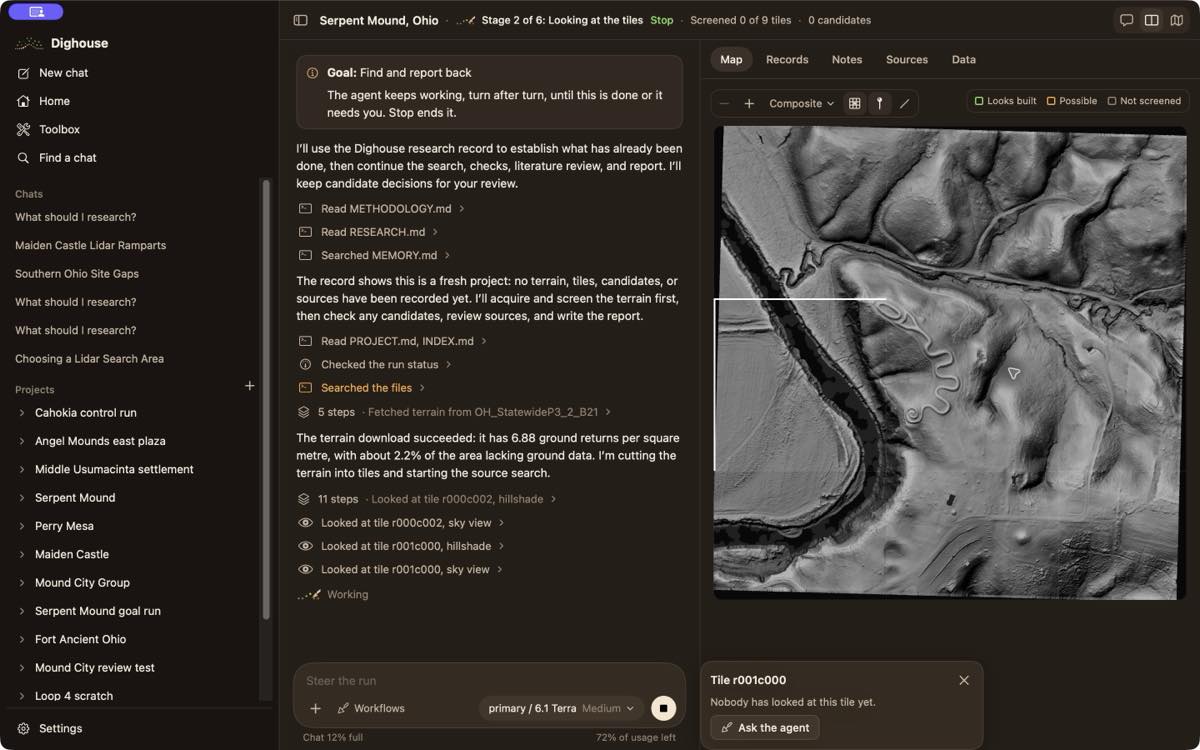 Dighouse
New chat
Home
Toolbox
Find a chat
Chats
What should I research?
Maiden Castle Lidar Ramparts
Southern Ohio Site Gaps
What should I research?
What should I research?
Choosing a Lidar Search Area
Projects
Cahokia control run
Angel Mounds east plaza
Middle Usumacinta settlement
Serpent Mound
Perry Mesa
Maiden Castle
Mound City Group
Serpent Mound goal run
Fort Ancient Ohio
Mound City review test
Loop 4 scratch
Settings
Serpent Mound, Ohio · Stage 2 of 6: Looking at the tiles Stop · Screened 0 of 9 tiles · 0 candidates
Goal: Find and report back
The agent keeps working, turn after turn, until this is done or it
needs you. Stop ends it.
I’ll use the Dighouse research record to establish what has already been
done, then continue the search, checks, literature review, and report. I’ll
keep candidate decisions for your review.
Read METHODOLOGY.md
Read RESEARCH.md
Searched MEMORY.md
The record shows this is a fresh project: no terrain, tiles, candidates, or
sources have been recorded yet. I’ll acquire and screen the terrain first,
then check any candidates, review sources, and write the report.
Read PROJECT.md, INDEX.md
Checked the run status
Searched the files
5 steps · Fetched terrain from OH_StatewideP3_2_B21
The terrain download succeeded: it has 6.88 ground returns per square
metre, with about 2.2% of the area lacking ground data. I’m cutting the
terrain into tiles and starting the source search.
11 steps · Looked at tile r000c002, hillshade
Looked at tile r000c002, sky view
Looked at tile r001c000, hillshade
Looked at tile r001c000, sky view
Working
Steer the run
Workflows
primary / 6.1 Terra Medium
Chat 12% full
72% of usage left
Map Records Notes Sources Data
Composite
Looks built Possible Not screened
Tile r001c000
Nobody has looked at this tile yet.
Ask the agent